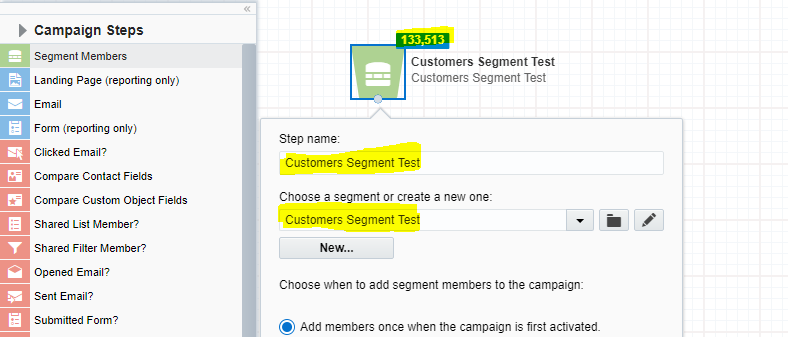 «
Campaign Steps
Segment Members
Landing Page (reporting only)
Email
Form (reporting only)
Clicked Email?
Compare Contact Fields
Compare Custom Object Fields
Shared List Member?
Shared Filter Member?
Opened Email?
Sent Email?
Submitted Form?
133,513
Customers Segment Test
Customers Segment Test
Step name:
Customers Segment Test
Choose a segment or create a new one:
Customers Segment Test
New...
Choose when to add segment members to the campaign:
Add members once when the campaign is first activated.